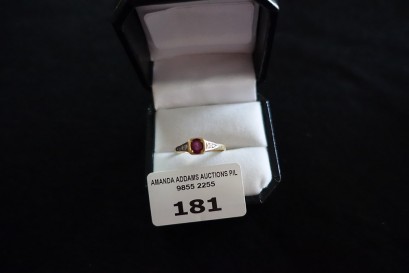 AMANDA ADDAMS AUCTIONS P/L
9855 2255
181